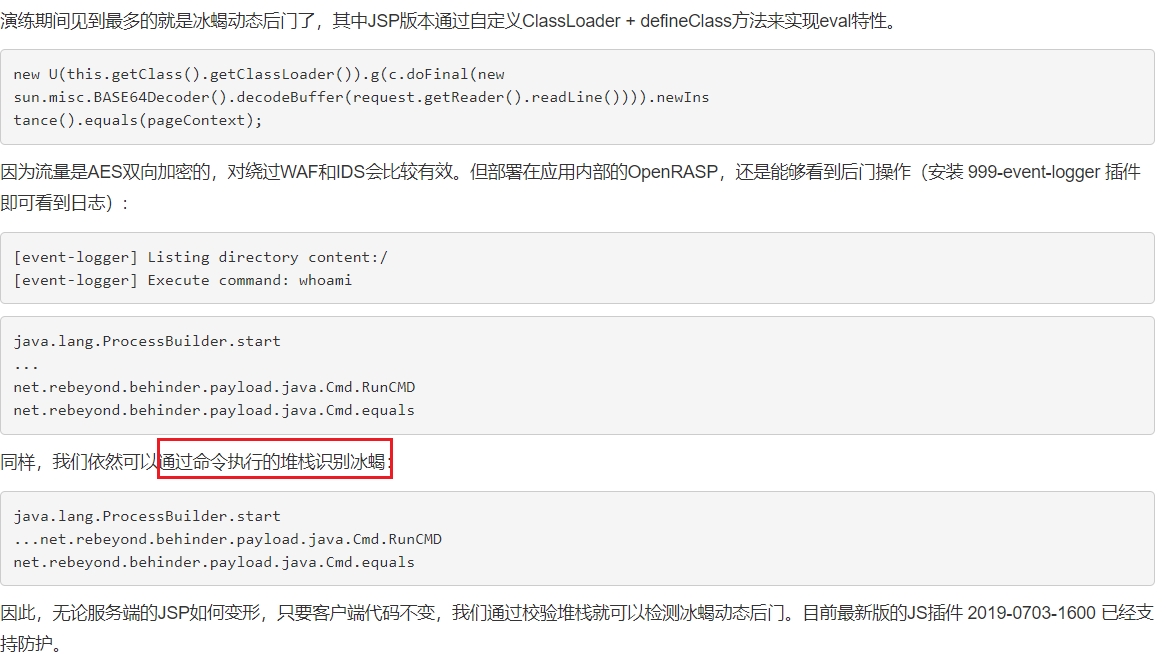 演练期间见到最多的就是冰蝎动态后门了，其中JSP版本通过自定义ClassLoader + defineClass方法来实现eval特性。
new U(this.getClass().getClassLoader()).g(c.doFinal(new
sun.misc.BASE64Decoder().decodeBuffer(request.getReader().readLine()))).newIns
tance().equals(pageContext);
因为流量是AES双向加密的，对绕过WAF和IDS会比较有效。但部署在应用内部的OpenRASP，还是能够看到后门操作（安装 999-event-logger 插件
即可看到日志）:
[event-logger] Listing directory content:/
[event-logger] Execute command: whoami
java.lang.ProcessBuilder.start
...
net.rebeyond.behinder.payload.java.Cmd.RunCMD
net.rebeyond.behinder.payload.java.Cmd.equals
同样，我们依然可以通过命令执行的堆栈识别冰蝎:
java.lang.ProcessBuilder.start
...net.rebeyond.behinder.payload.java.Cmd.RunCMD
net.rebeyond.behinder.payload.java.Cmd.equals
因此，无论服务端的JSP如何变形，只要客户端代码不变，我们通过校验堆栈就可以检测冰蝎动态后门。目前最新版的JS插件 2019-0703-1600 已经支
持防护。